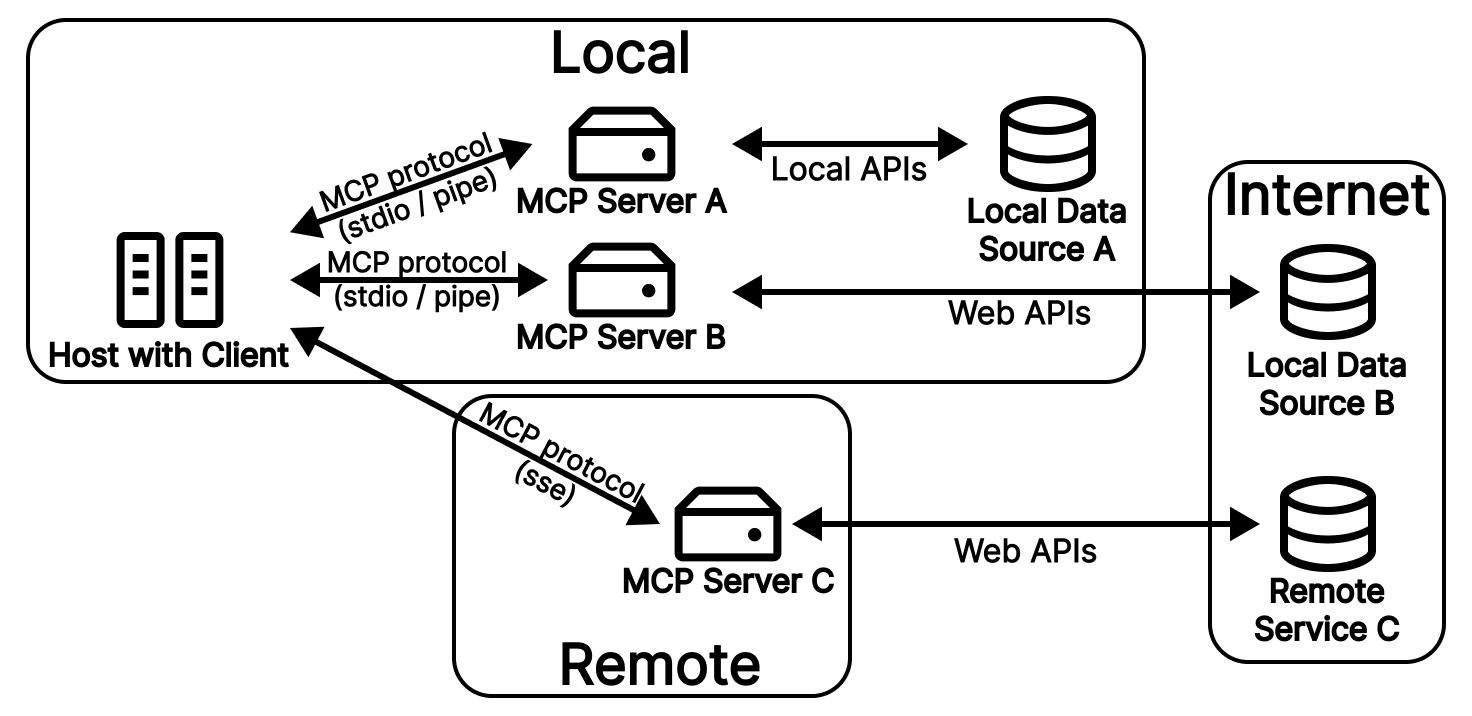 Local
MCP protocol
(stdio / pipe)
MCP Server A
Local APIs
Local Data
Source A
Internet
Host with Client
MCP protocol
(stdio / pipe)
MCP Server B
Web APIs
Local Data
Source B
MCP protocol
(sse)
MCP Server C
Web APIs
Remote
Service C
Remote